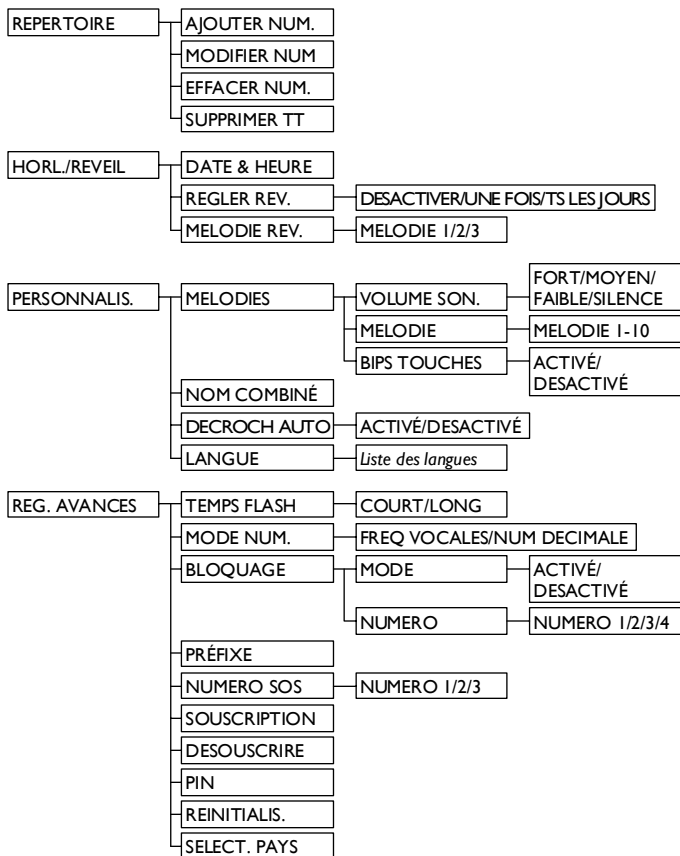 REPERTOIRE
AJOUTER NUM.
MODIFIER NUM
EFFACER NUM.
SUPPRIMER TT
HORL./REVEIL
DATE & HEURE
REGLER REV.
DESACTIVER/UNE FOIS/TS LES JOURS
MELODIE REV.
MELODIE 1/2/3
PERSONNALIS.
MELODIES
VOLUME SON.
FORT/MOYEN/
FAIBLE/SILENCE
MELODIE
MELODIE 1-10
BIPS TOUCHES
ACTIVÉ/
DESACTIVÉ
NOM COMBINÉ
DECROCH AUTO
ACTIVÉ/DESACTIVÉ
LANGUE
Liste des langues
REG. AVANCES
TEMPS FLASH
COURT/LONG
MODE NUM.
FREQ VOCALES/NUM DECIMALE
BLOQUAGE
MODE
ACTIVÉ/
DESACTIVÉ
NUMERO
NUMERO 1/2/3/4
PRÉFIXE
NUMERO SOS
NUMERO 1/2/3
SOUSCRIPTION
DESOUSCRIRE
PIN
REINITIALIS.
SELECT. PAYS